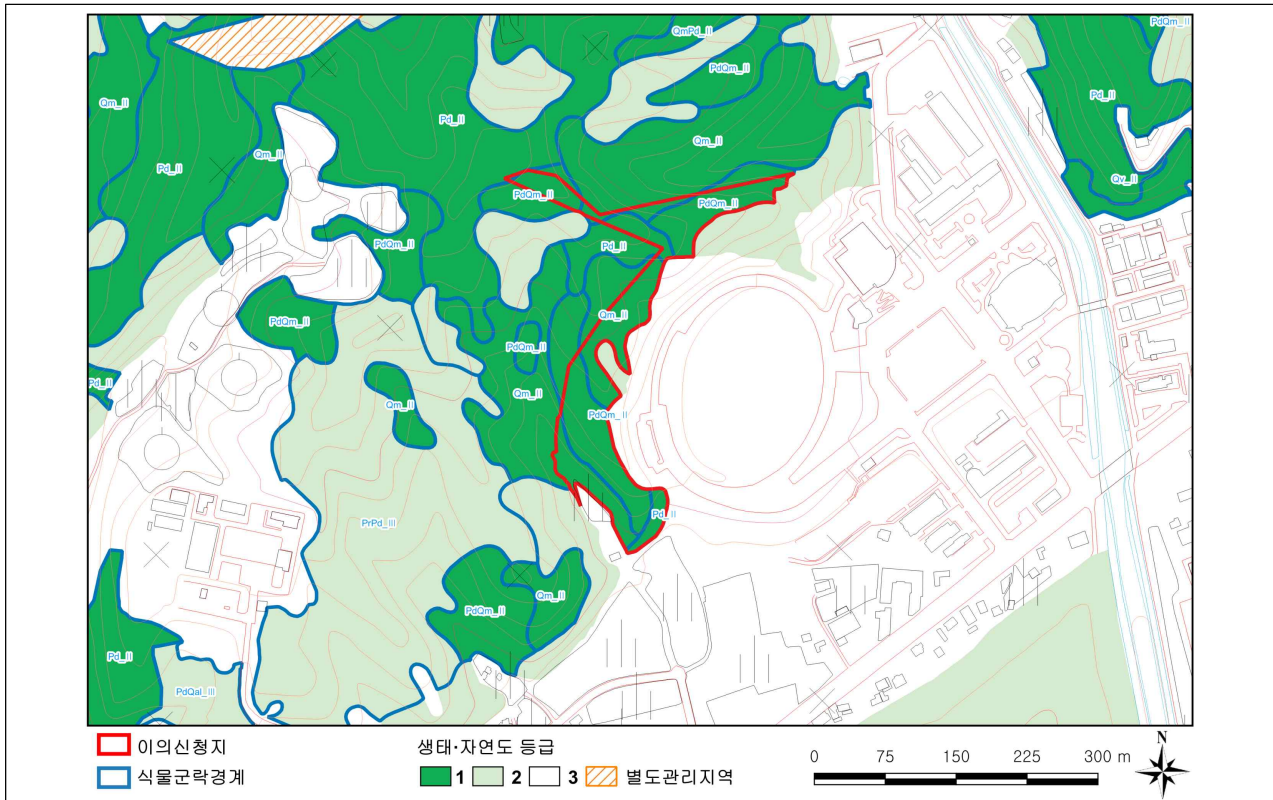 QmPd_II
PdQm_II
PdQm_II
Pd_II
Qm_II
Pd_II
Qm_II
Qm_II
Pd_II
Qv_II
PdQm_II
PdQm_II
PdQm_II
Pd_II
Qm_II
PdQm_II
PdQm_II
Pd_II
Qm_II
Qm_II
PdQm_II
PrPd_III
Pd_II
Qm_II
PdQm_II
Pd_II
PdQal_III
이의신청지
식물군락경계
생태·자연도 등급
1 2 3 별도관리지역
0 75 150 225 300 m
N